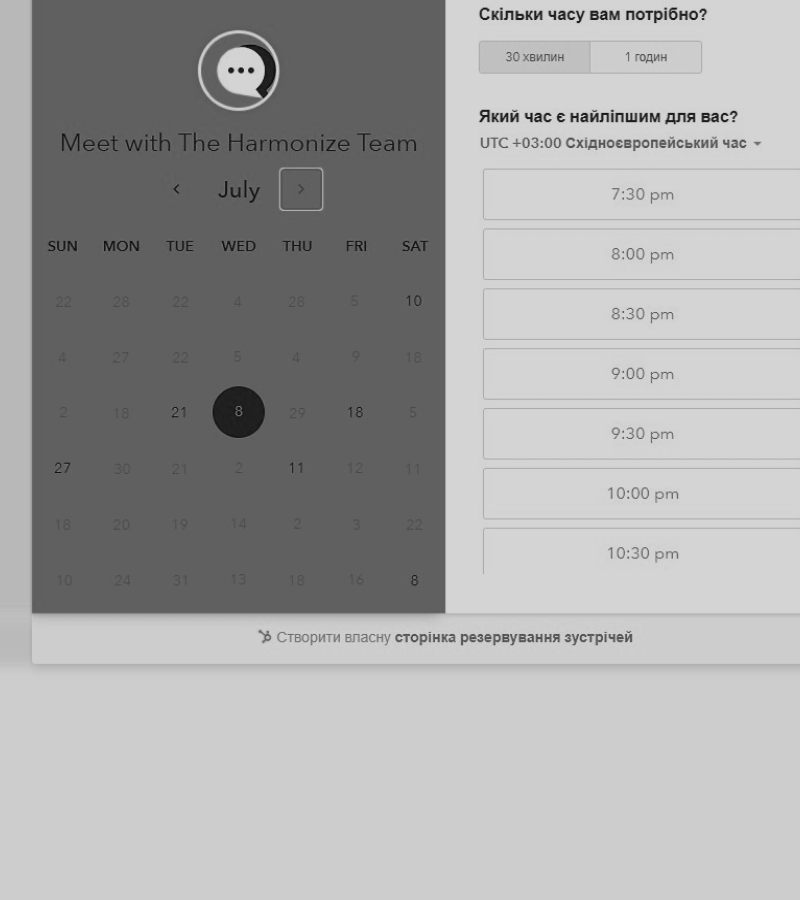 Meet with The Harmonize Team
July
SUN MON TUE WED THU FRI SAT
22 28 22 4 28 5 10
4 27 22 5 4 9 18
2 18 21 8 29 18 5
27 30 21 2 11 12 11
18 20 19 14 2 3 22
10 24 31 13 18 16 8
Скільки часу вам потрібно?
30 хвилин 1 годин
Який час є найліпшим для вас?
UTC +03:00 Східноєвропейський час
7:30 pm
8:00 pm
8:30 pm
9:00 pm
9:30 pm
10:00 pm
10:30 pm
Створити власну сторінка резервування зустрічей